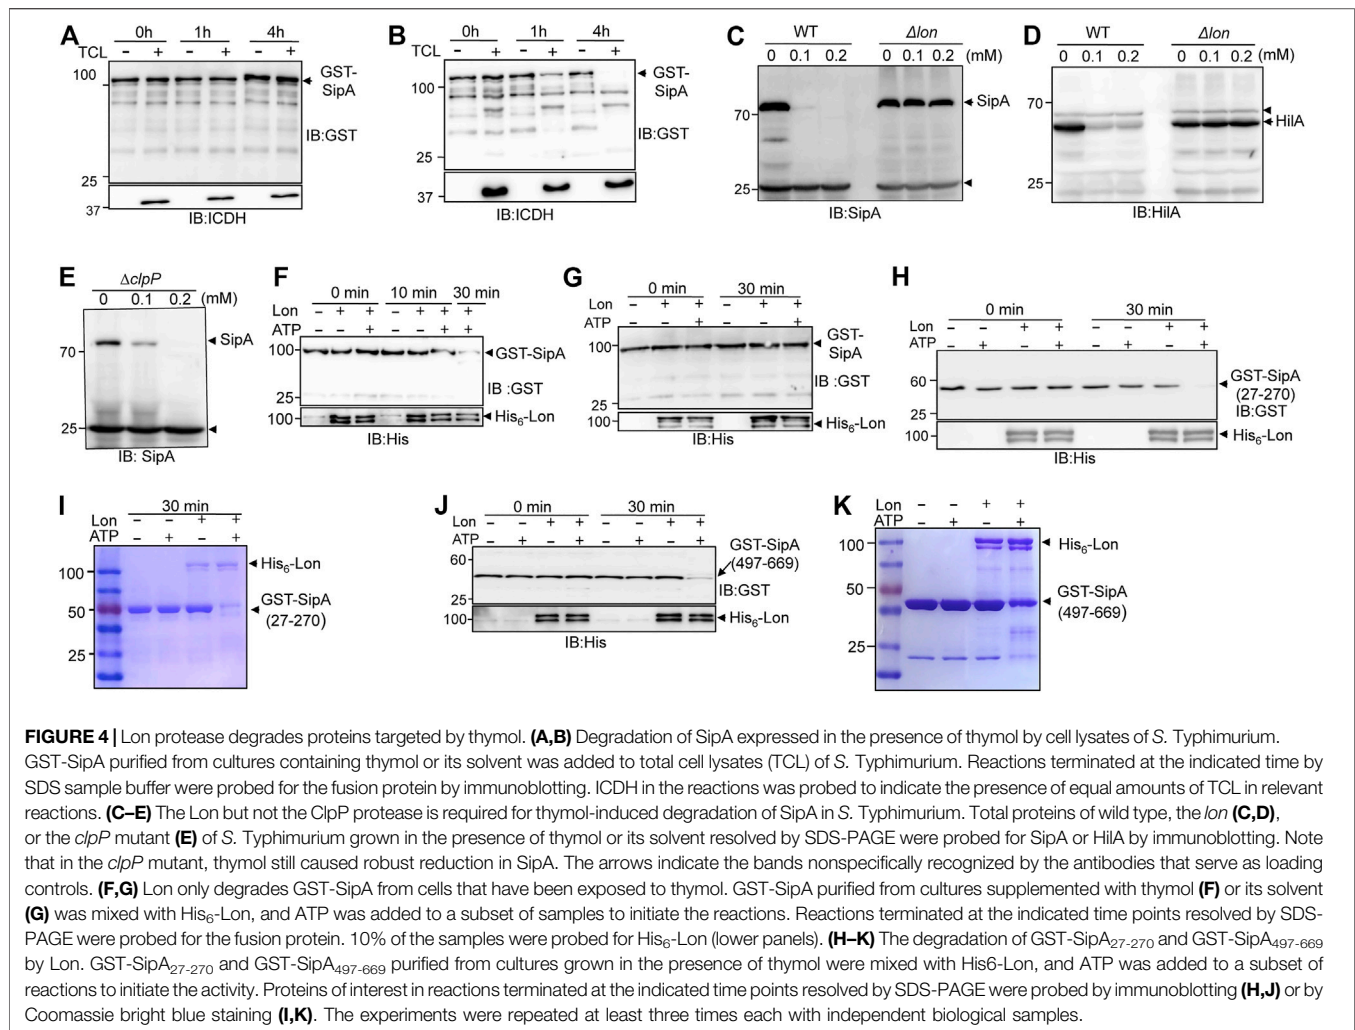 A
0h 1h 4h
TCL - + - + - +
100
GST-
SipA
IB:GST
25
37
IB:ICDH
B
0h 1h 4h
TCL - + - + - +
100
GST-
SipA
IB:GST
25
37
IB:ICDH
C
WT Δlon
0 0.1 0.2 0 0.1 0.2 (mM)
70
SipA
25
IB:SipA
D
WT Δlon
0 0.1 0.2 0 0.1 0.2 (mM)
70
HilA
25
IB:HilA
E
ΔclpP
0 0.1 0.2 (mM)
70
SipA
25
IB: SipA
F
0 min 10 min 30 min
Lon - + + - + + +
ATP - - + - - + +
100
GST-SipA
IB :GST
25
100
His6-Lon
IB:His
G
0 min 30 min
Lon - + + - + +
ATP - - + - - +
100
GST-
SipA
IB :GST
25
100
His6-Lon
IB:His
H
0 min 30 min
Lon - - + + - - + +
ATP - + - + - + - +
60
GST-SipA
(27-270)
IB:GST
25
100
His6-Lon
IB:His
I
30 min
Lon - - + +
ATP - + - +
100
His6-Lon
50
GST-SipA
(27-270)
25
J
0 min 30 min
Lon - - + + - - + +
ATP - + - + - + - +
GST-SipA
(497-669)
60
IB:GST
25
100
His6-Lon
IB:His
K
Lon - - + +
ATP - + - +
100
His6-Lon
50
GST-SipA
(497-669)
25
FIGURE 4 | Lon protease degrades proteins targeted by thymol. (A,B) Degradation of SipA expressed in the presence of thymol by cell lysates of S. Typhimurium.
GST-SipA purified from cultures containing thymol or its solvent was added to total cell lysates (TCL) of S. Typhimurium. Reactions terminated at the indicated time by
SDS sample buffer were probed for the fusion protein by immunoblotting. ICDH in the reactions was probed to indicate the presence of equal amounts of TCL in relevant
reactions. (C–E) The Lon but not the ClpP protease is required for thymol-induced degradation of SipA in S. Typhimurium. Total proteins of wild type, the lon (C,D),
or the clpP mutant (E) of S. Typhimurium grown in the presence of thymol or its solvent resolved by SDS-PAGE were probed for SipA or HilA by immunoblotting. Note
that in the clpP mutant, thymol still caused robust reduction in SipA. The arrows indicate the bands nonspecifically recognized by the antibodies that serve as loading
controls. (F,G) Lon only degrades GST-SipA from cells that have been exposed to thymol. GST-SipA purified from cultures supplemented with thymol (F) or its solvent
(G) was mixed with His6-Lon, and ATP was added to a subset of samples to initiate the reactions. Reactions terminated at the indicated time points resolved by SDS-
PAGE were probed for the fusion protein. 10% of the samples were probed for His6-Lon (lower panels). (H–K) The degradation of GST-SipA27-270 and GST-SipA497-669
by Lon. GST-SipA27-270 and GST-SipA497-669 purified from cultures grown in the presence of thymol were mixed with His6-Lon, and ATP was added to a subset of
reactions to initiate the activity. Proteins of interest in reactions terminated at the indicated time points resolved by SDS-PAGE were probed by immunoblotting (H,J) or by
Coomassie bright blue staining (I,K). The experiments were repeated at least three times each with independent biological samples.